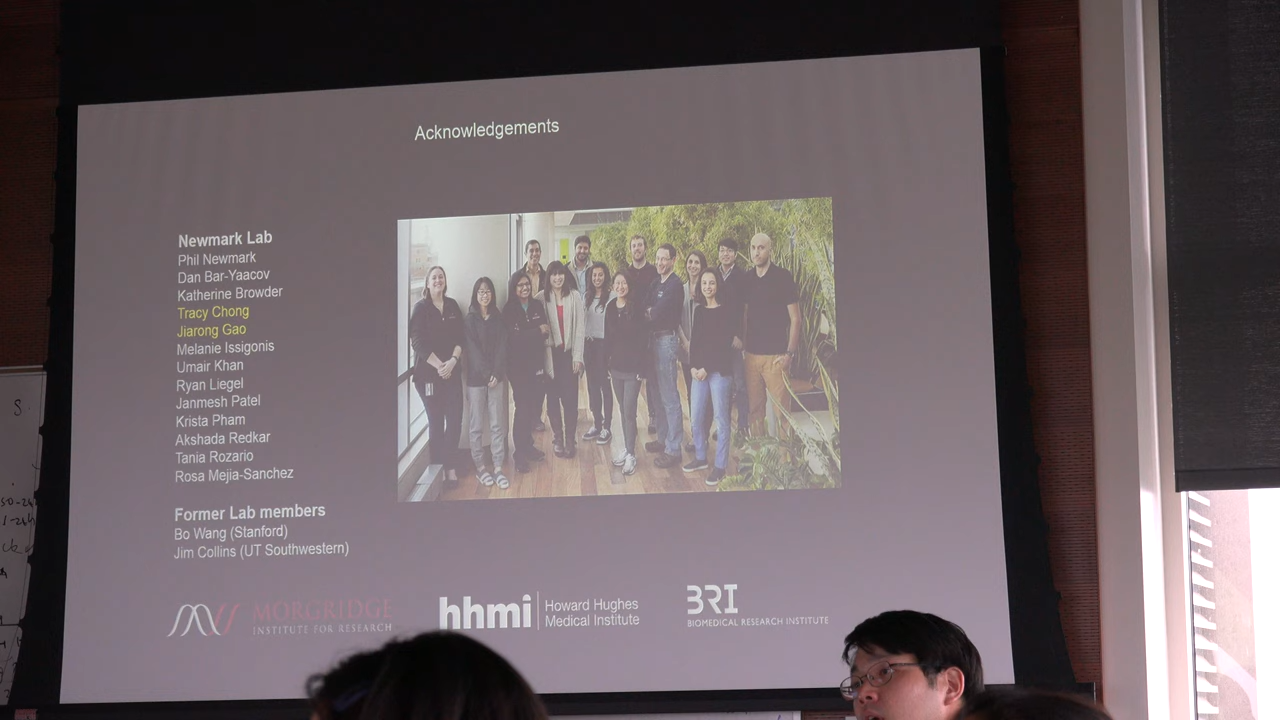 Acknowledgements
Newmark Lab
Phil Newmark
Dan Bar-Yaacov
Katherine Browder
Tracy Chong
Jiarong Gao
Melanie Issigonis
Umair Khan
Ryan Liegel
Janmesh Patel
Krista Pham
Akshada Redkar
Tania Rozario
Rosa Mejia-Sanchez
Former Lab members
Bo Wang (Stanford)
Jim Collins (UT Southwestern)
MORGRIDGE
INSTITUTE FOR RESEARCH
hhmi
Howard Hughes
Medical Institute
BRI
BIOMEDICAL RESEARCH INSTITUTE